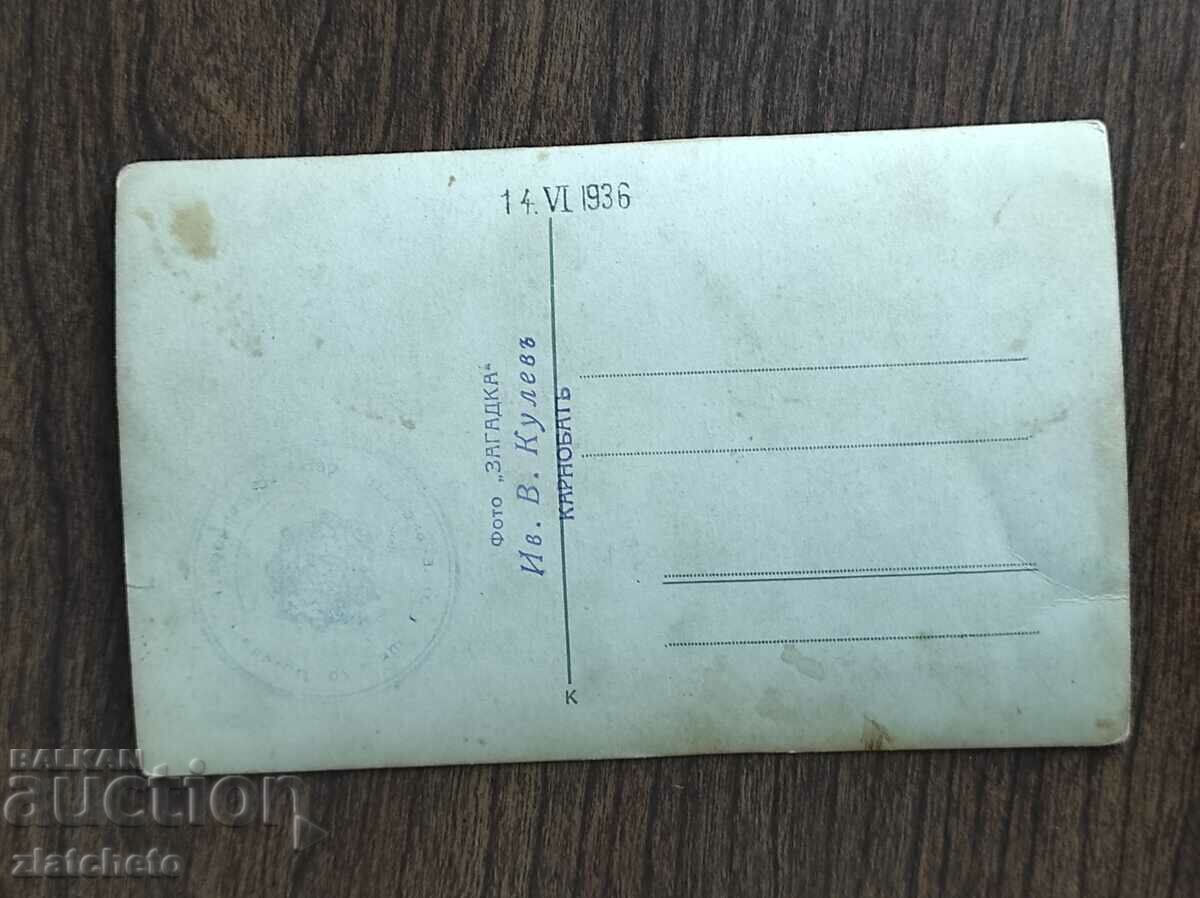 14.VI 1936
Фото „ЗАГАДКА“
Ив. В. Кулевъ
КАРНОБАТЪ
К
BALKAN
auction
zlatcheto